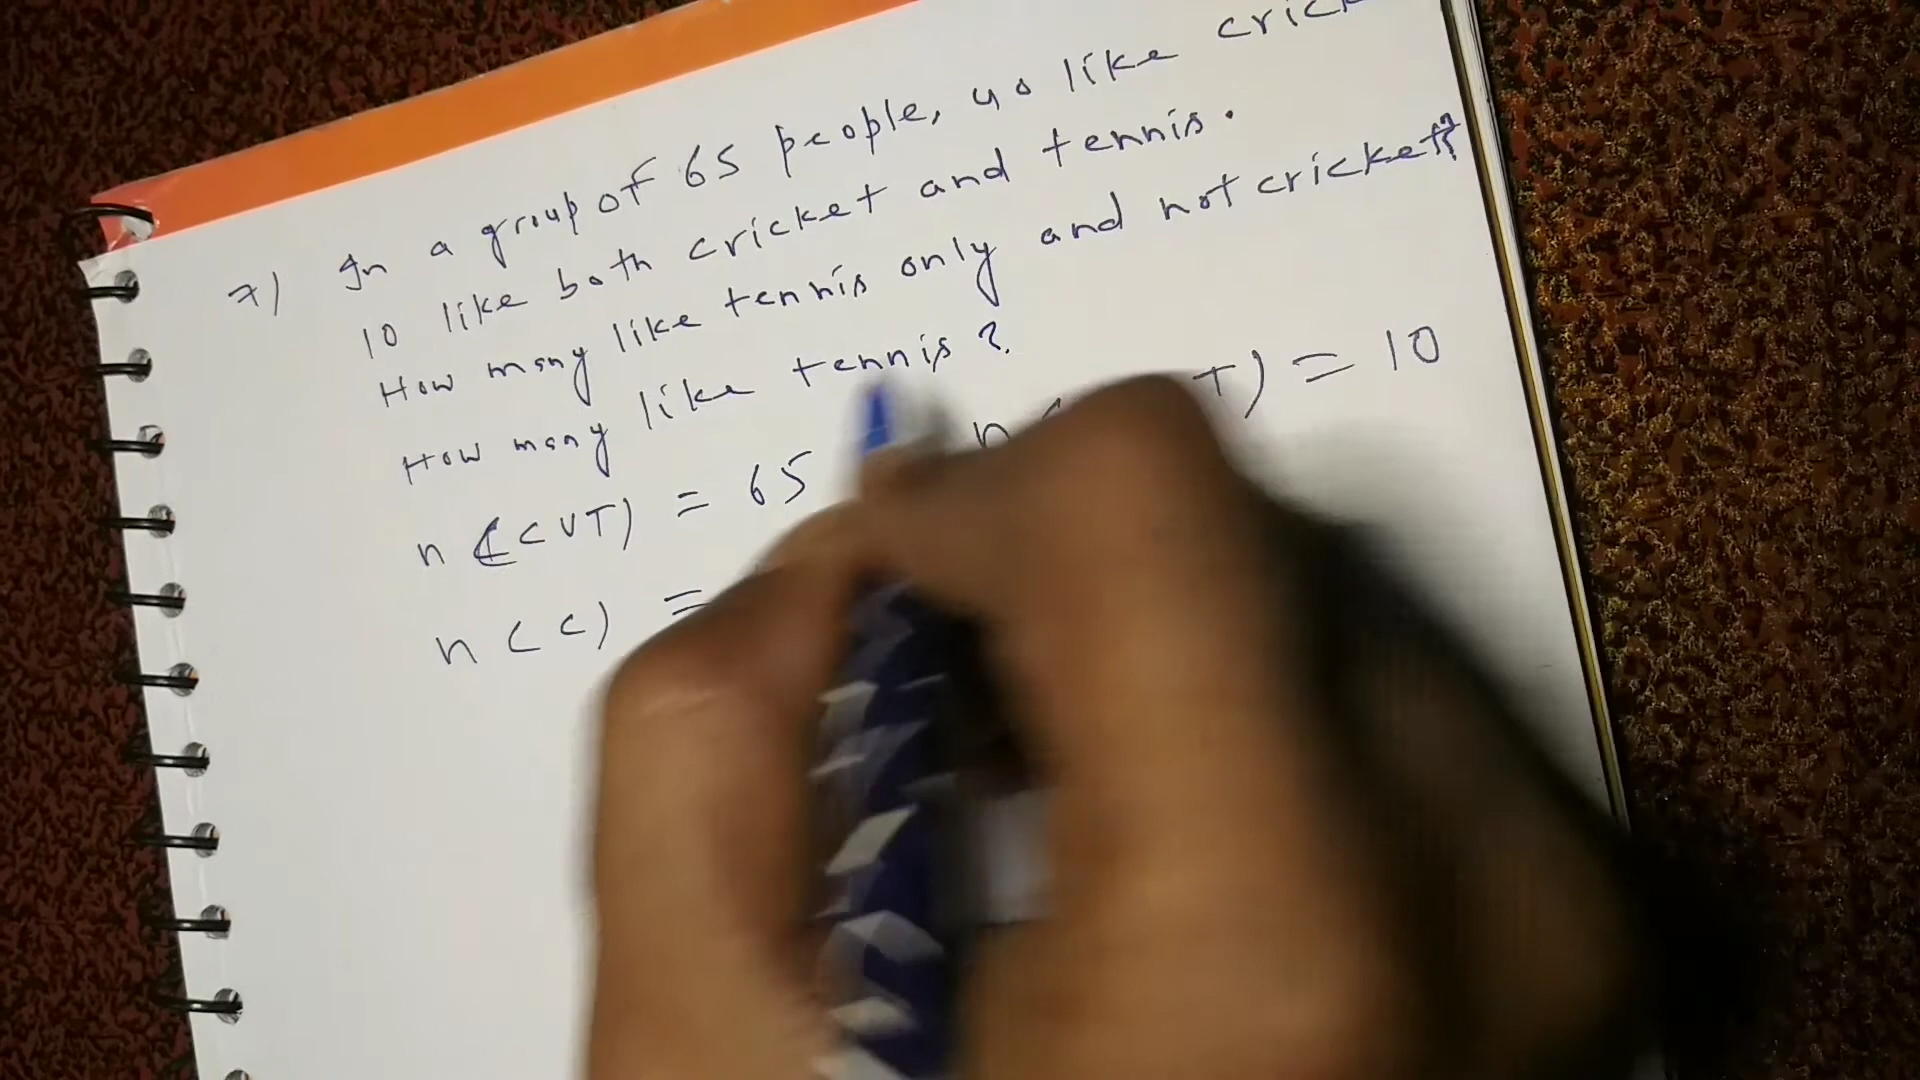 7) In a group of 65 people, 40 like
10 like both cricket and tennis.
How many like tennis only and not cricket?
How many like tennis?
n (C∪T) = 65 T) = 10
n (C) =